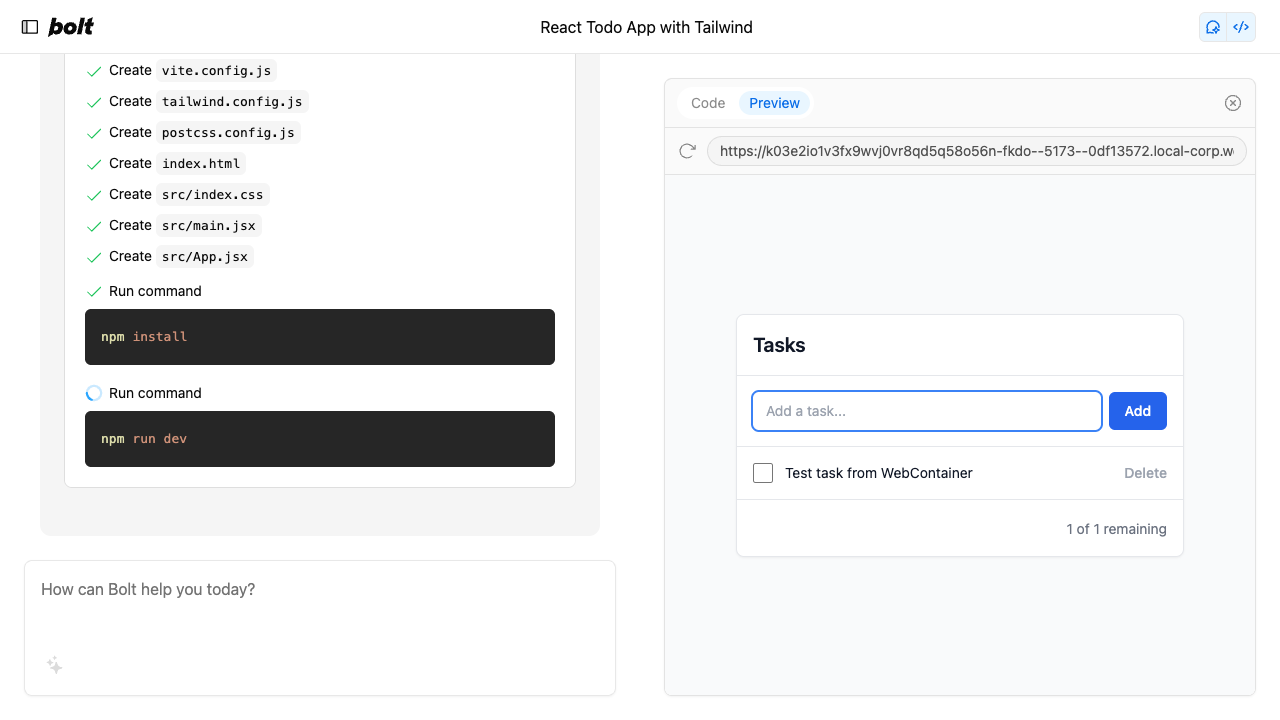 bolt
React Todo App with Tailwind
Create vite.config.js
Create tailwind.config.js
Create postcss.config.js
Create index.html
Create src/index.css
Create src/main.jsx
Create src/App.jsx
Run command
npm install
Run command
npm run dev
How can Bolt help you today?
Code Preview
https://k03e2io1v3fx9wvj0vr8qd5q58o56n-fkdo--5173--0df13572.local-corp.w
Tasks
Add a task... Add
Test task from WebContainer Delete
1 of 1 remaining